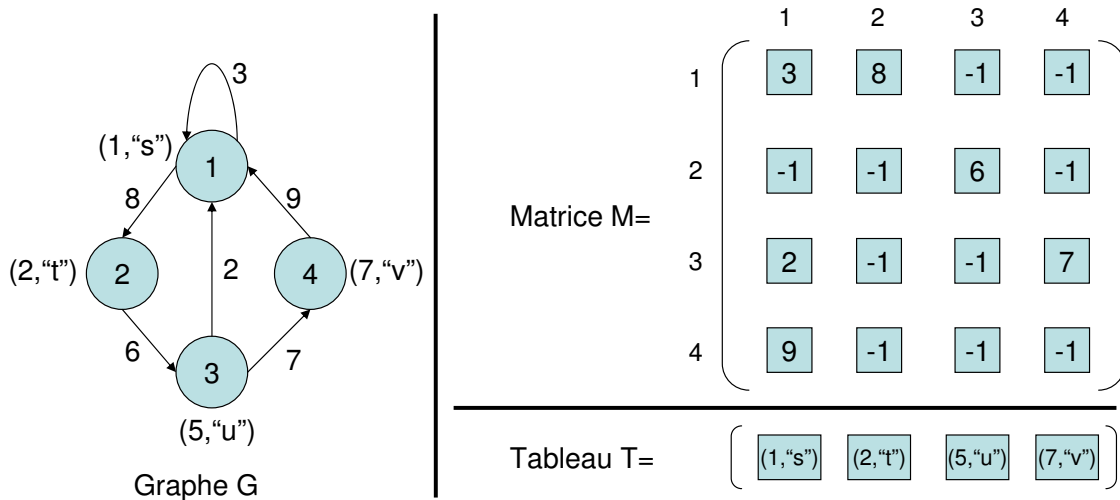 3
(1,“s”)
1
8
9
(2,“t”)
2
2
4
(7,“v”)
6
7
3
(5,“u”)
Graphe G
1 2 3 4
1 3 8 -1 -1
2 -1 -1 6 -1
Matrice M=
3 2 -1 -1 7
4 9 -1 -1 -1
Tableau T= (1,“s”) (2,“t”) (5,“u”) (7,“v”)